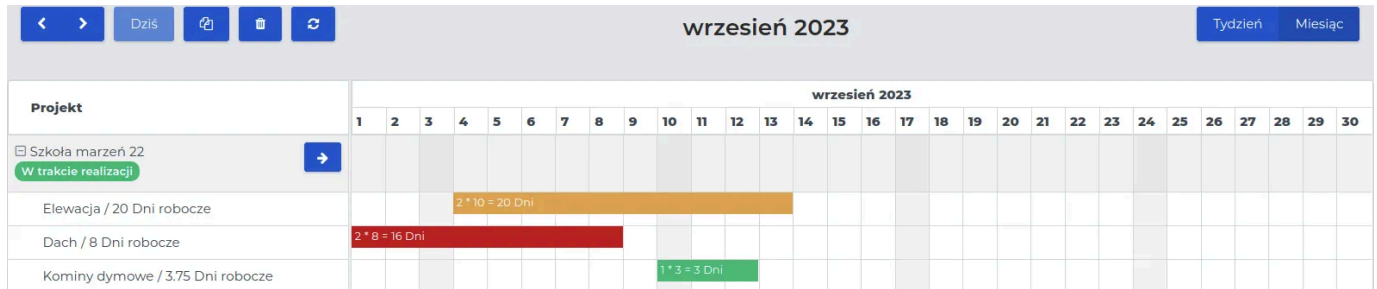 Dziś
wrzesień 2023
Tydzień Miesiąc
Projekt
wrzesień 2023
1 2 3 4 5 6 7 8 9 10 11 12 13 14 15 16 17 18 19 20 21 22 23 24 25 26 27 28 29 30
Szkoła marzeń 22
W trakcie realizacji
Elewacja / 20 Dni robocze
2 * 10 = 20 Dni
Dach / 8 Dni robocze
2 * 8 = 16 Dni
Kominy dymowe / 3.75 Dni robocze
1 * 3 = 3 Dni